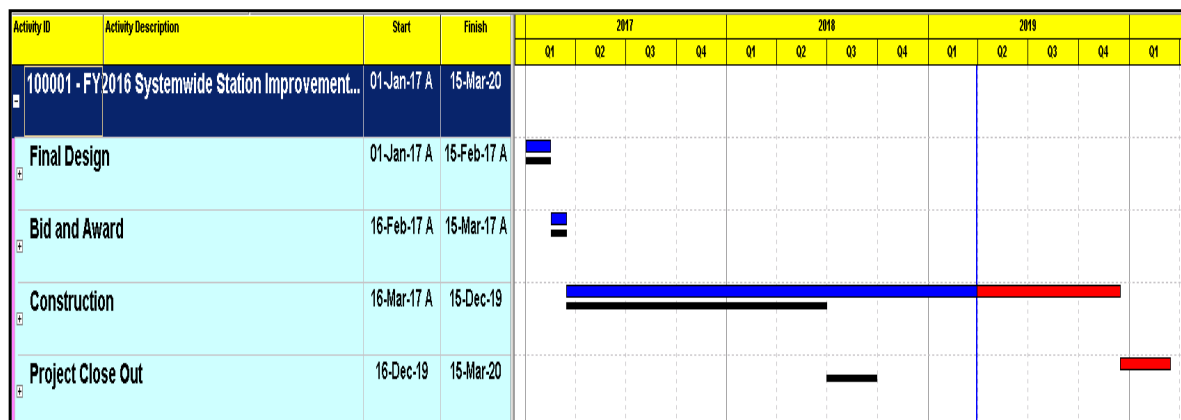 Activity ID Activity Description Start Finish 2017 2018 2019
Q1 Q2 Q3 Q4 Q1 Q2 Q3 Q4 Q1 Q2 Q3 Q4 Q1
100001 - FY2016 Systemwide Station Improvement... 01-Jan-17 A 15-Mar-20
Final Design 01-Jan-17 A 15-Feb-17 A
Bid and Award 16-Feb-17 A 15-Mar-17 A
Construction 16-Mar-17 A 15-Dec-19
Project Close Out 16-Dec-19 15-Mar-20